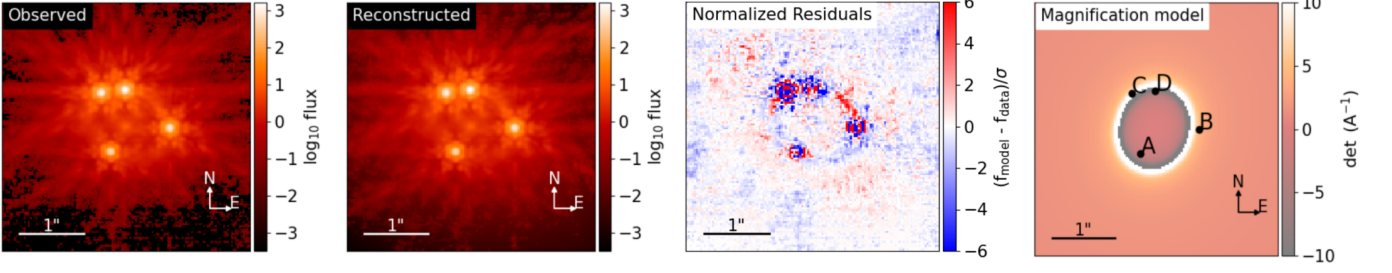 Observed
3
2
1
0
−1
−2
−3
log₁₀ flux
N
E
1"
Reconstructed
3
2
1
0
−1
−2
−3
log₁₀ flux
N
E
1"
Normalized Residuals
6
4
2
0
−2
−4
−6
(f_model - f_data)/σ
1"
Magnification model
C D
B
A
N
E
1"
10
5
0
−5
−10
det (A⁻¹)